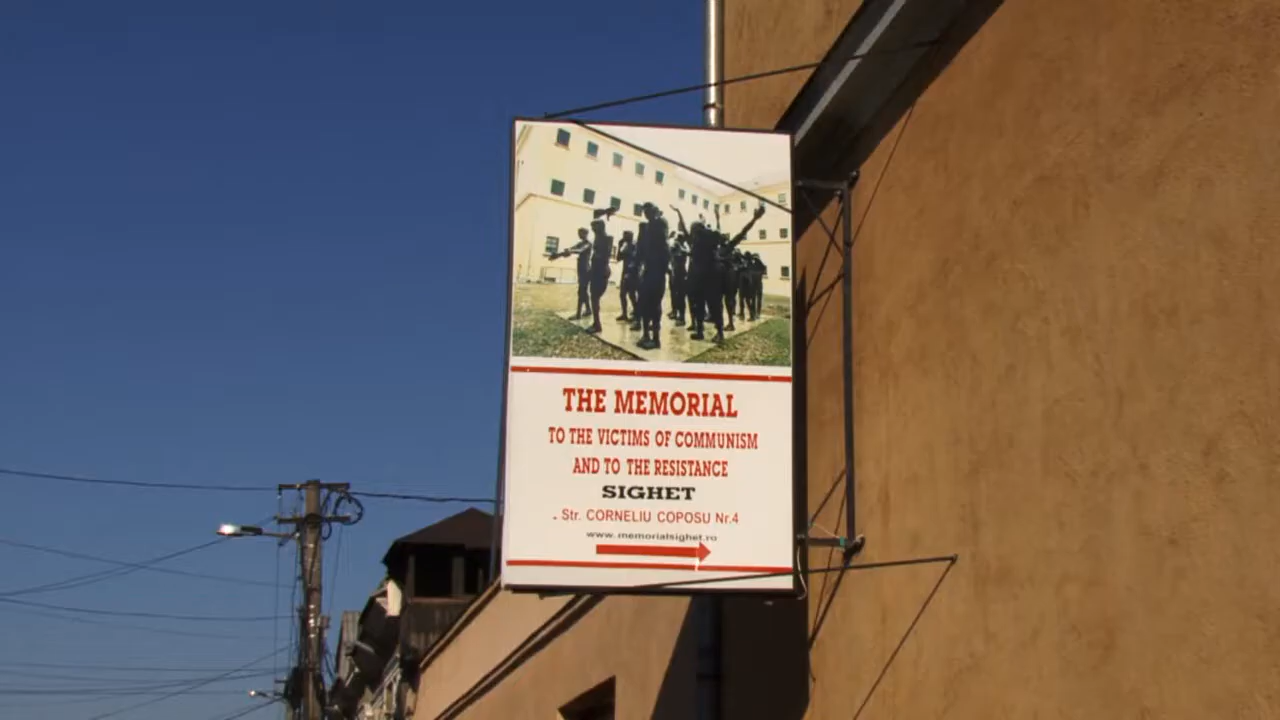 THE MEMORIAL
TO THE VICTIMS OF COMMUNISM
AND TO THE RESISTANCE
SIGHET
- Str. CORNELIU COPOSU Nr.4
www.memorialsighet.ro